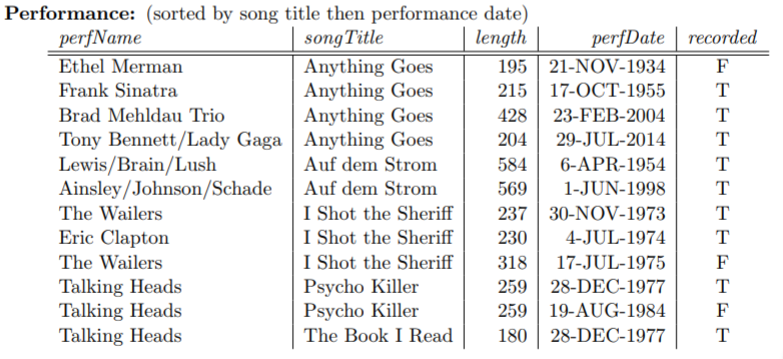 Performance: (sorted by song title then performance date)
perfName songTitle length perfDate recorded
Ethel Merman Anything Goes 195 21-NOV-1934 F
Frank Sinatra Anything Goes 215 17-OCT-1955 T
Brad Mehldau Trio Anything Goes 428 23-FEB-2004 T
Tony Bennett/Lady Gaga Anything Goes 204 29-JUL-2014 T
Lewis/Brain/Lush Auf dem Strom 584 6-APR-1954 T
Ainsley/Johnson/Schade Auf dem Strom 569 1-JUN-1998 T
The Wailers I Shot the Sheriff 237 30-NOV-1973 T
Eric Clapton I Shot the Sheriff 230 4-JUL-1974 T
The Wailers I Shot the Sheriff 318 17-JUL-1975 F
Talking Heads Psycho Killer 259 28-DEC-1977 T
Talking Heads Psycho Killer 259 19-AUG-1984 F
Talking Heads The Book I Read 180 28-DEC-1977 T